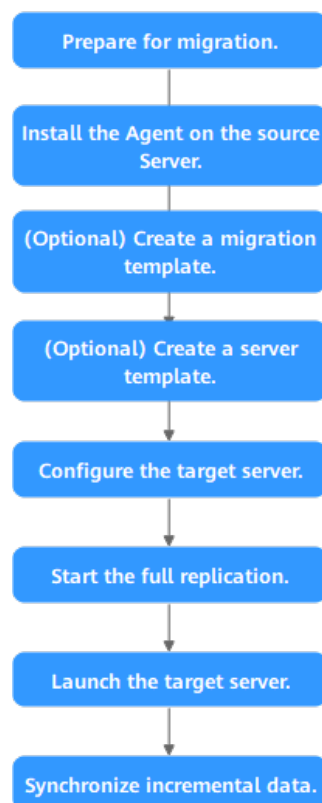 Prepare for migration.
Install the Agent on the source
Server.
(Optional) Create a migration
template.
(Optional) Create a server
template.
Configure the target server.
Start the full replication.
Launch the target server.
Synchronize incremental data.